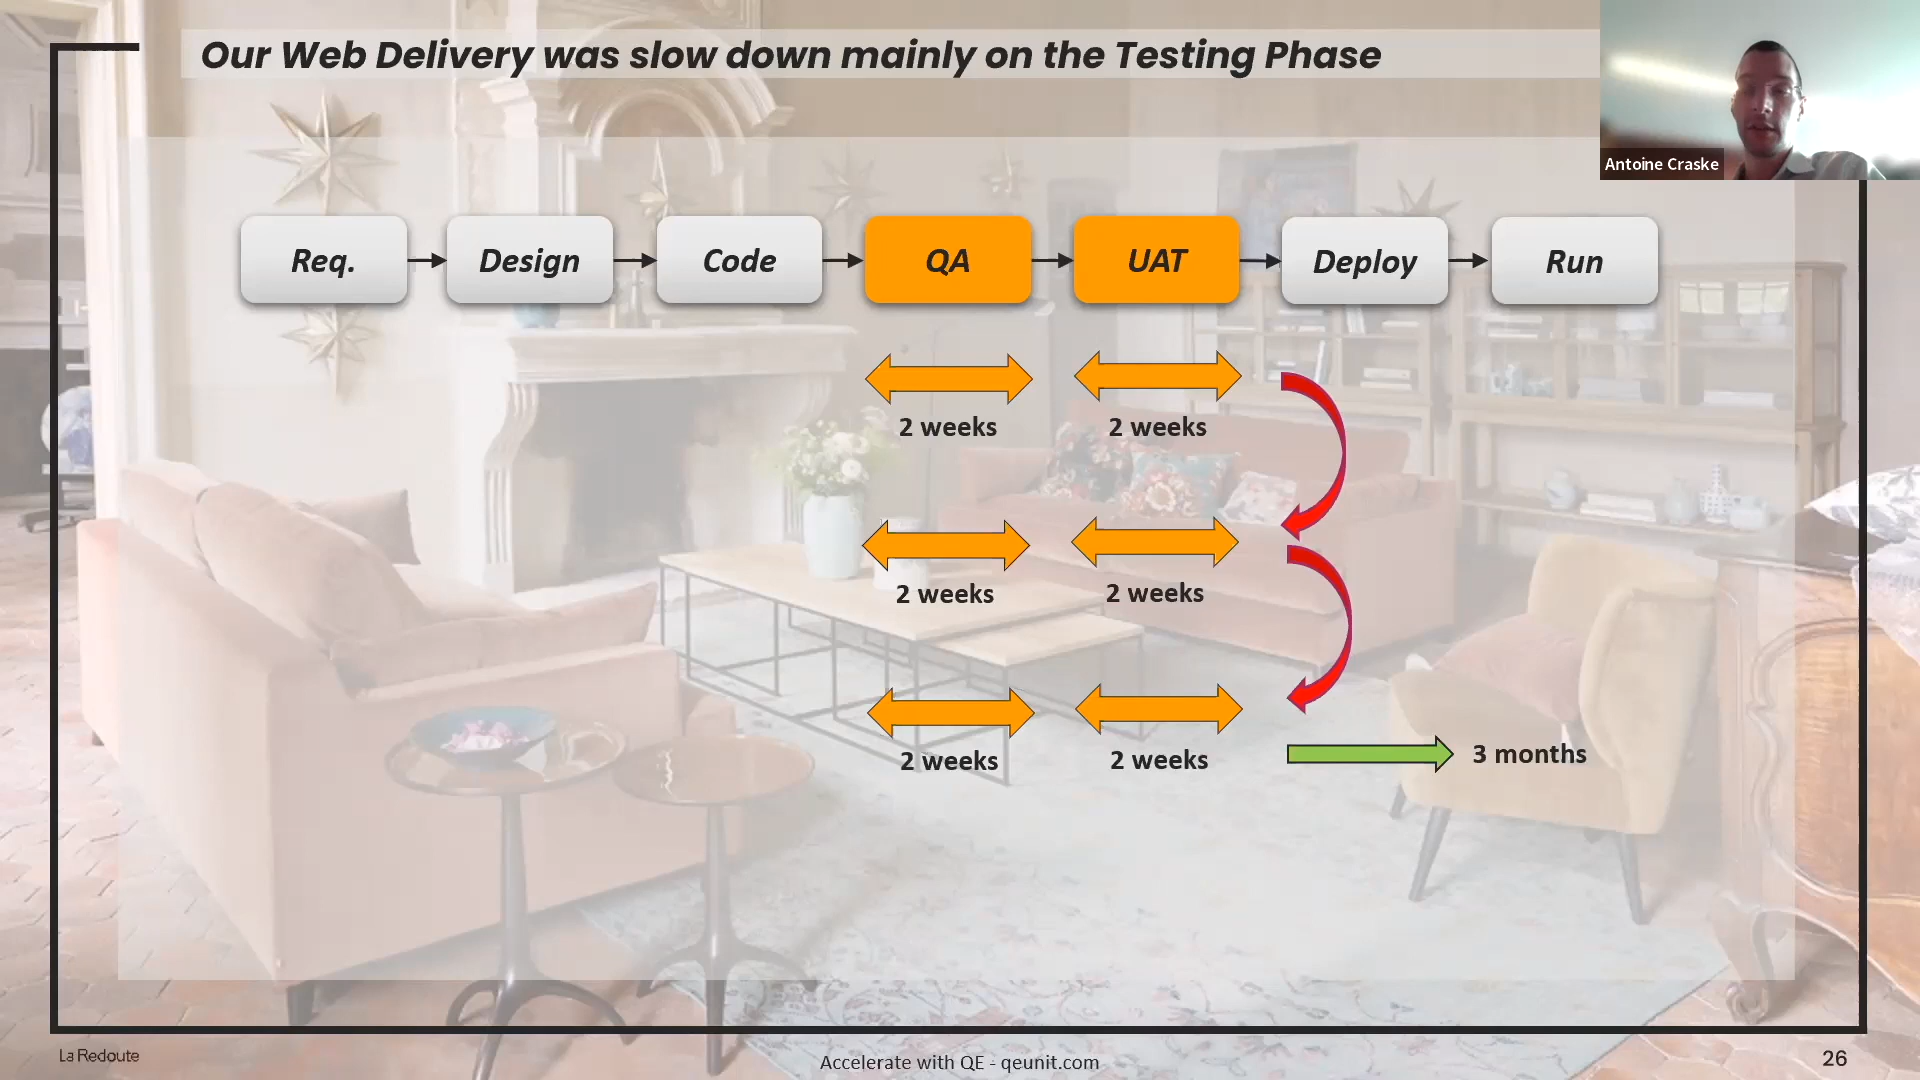 Our Web Delivery was slow down mainly on the Testing Phase
Antoine Craske
Req.
Design
Code
QA
UAT
Deploy
Run
2 weeks
2 weeks
2 weeks
2 weeks
2 weeks
2 weeks
3 months
La Redoute
Accelerate with QE - qeunit.com
26